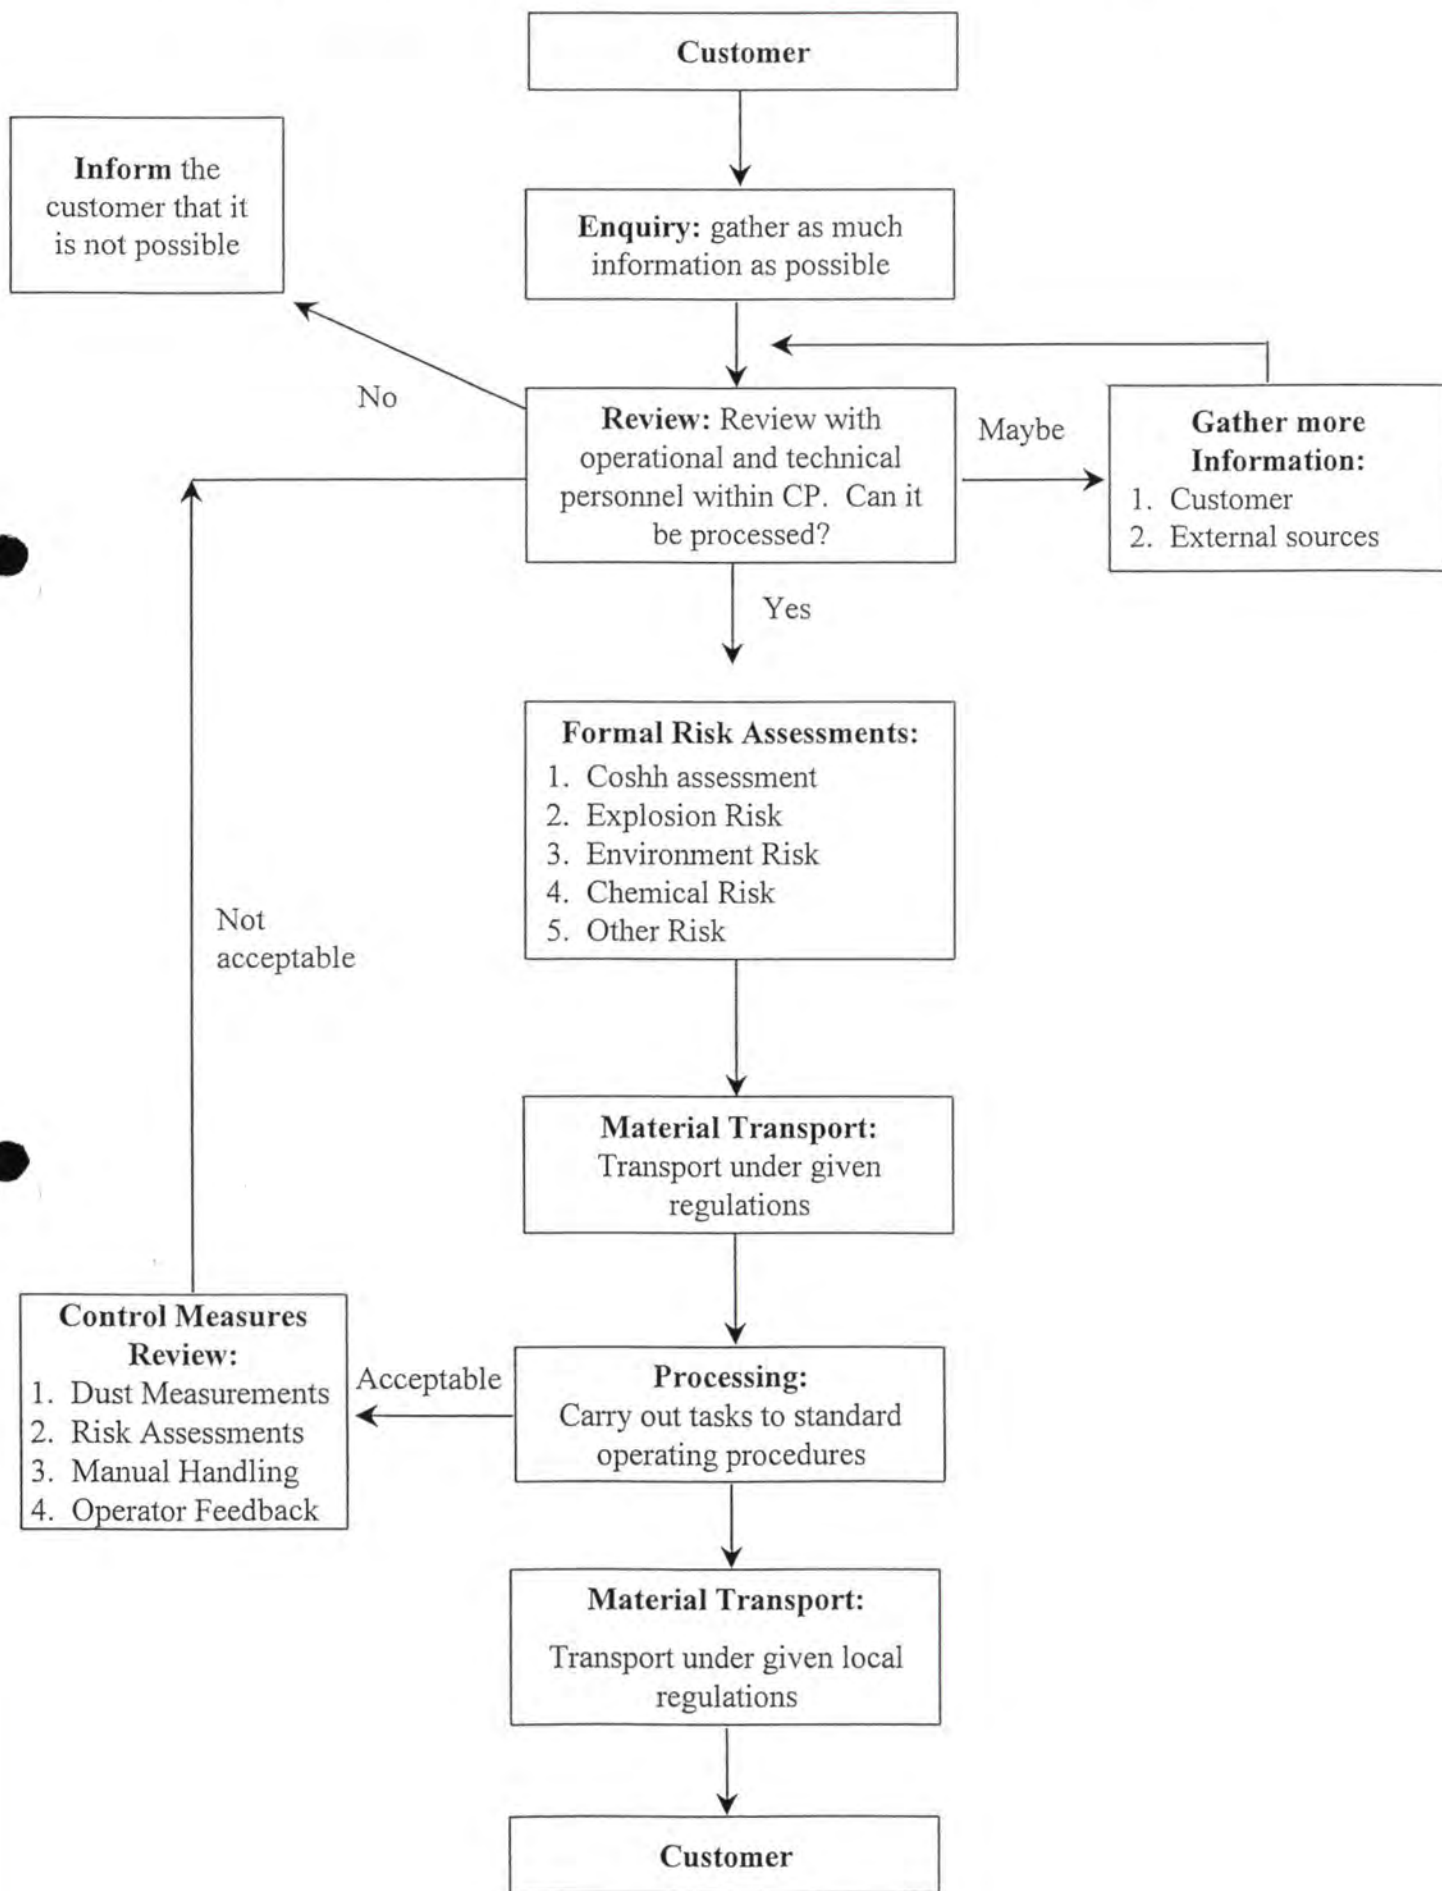 Customer
Inform the
customer that it
is not possible
Enquiry: gather as much
information as possible
No
Review: Review with
operational and technical
personnel within CP. Can it
be processed?
Maybe
Gather more
Information:
1. Customer
2. External sources
Yes
Formal Risk Assessments:
1. Coshh assessment
2. Explosion Risk
3. Environment Risk
4. Chemical Risk
5. Other Risk
Not
acceptable
Material Transport:
Transport under given
regulations
Control Measures
Review:
1. Dust Measurements
2. Risk Assessments
3. Manual Handling
4. Operator Feedback
Acceptable
Processing:
Carry out tasks to standard
operating procedures
Material Transport:
Transport under given local
regulations
Customer